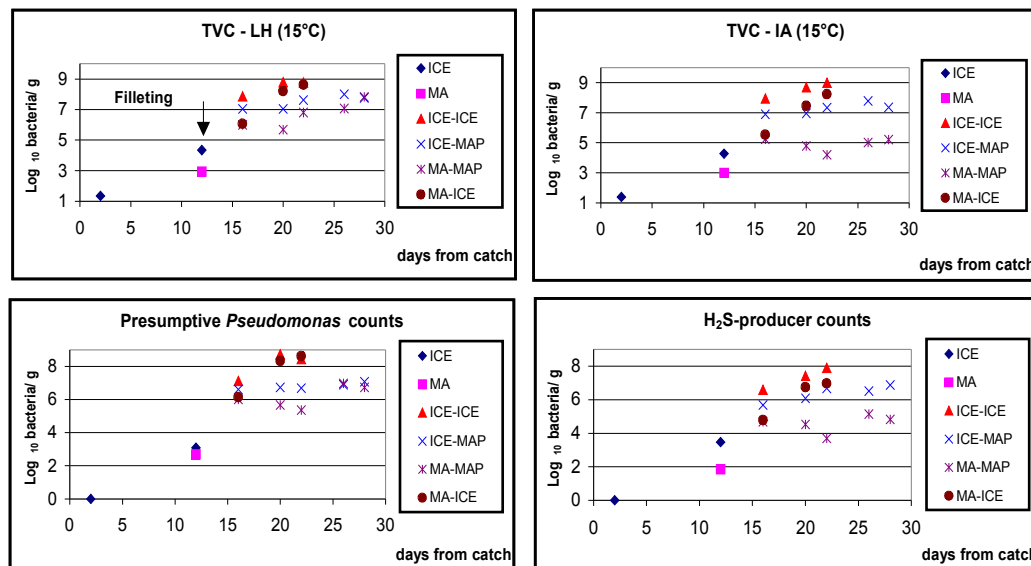 TVC - LH (15°C)
Log 10 bacteria/ g
9
7
5
3
1
Filleting
0 5 10 15 20 25 30
days from catch
ICE
MA
ICE-ICE
ICE-MAP
MA-MAP
MA-ICE
TVC - IA (15°C)
Log 10 bacteria/ g
9
7
5
3
1
0 5 10 15 20 25 30
days from catch
ICE
MA
ICE-ICE
ICE-MAP
MA-MAP
MA-ICE
Presumptive Pseudomonas counts
Log 10 bacteria/ g
8
6
4
2
0
0 5 10 15 20 25 30
days from catch
ICE
MA
ICE-ICE
ICE-MAP
MA-MAP
MA-ICE
H₂S-producer counts
Log 10 bacteria/ g
8
6
4
2
0
0 5 10 15 20 25 30
days from catch
ICE
MA
ICE-ICE
ICE-MAP
MA-MAP
MA-ICE